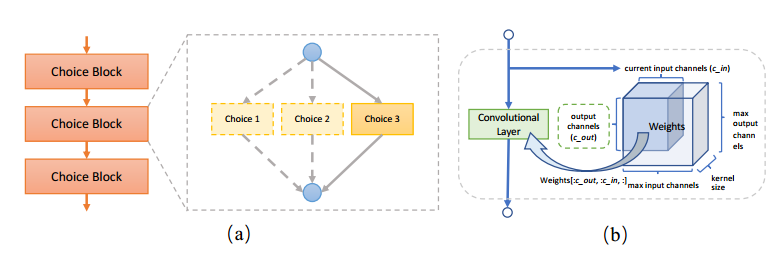 Choice Block
Choice Block
Choice Block
Choice 1
Choice 2
Choice 3
(a)
current input channels (c_in)
Convolutional
Layer
output
channels
(c_out)
Weights
max
output
chann
els
Weights[:c_out, :c_in, :]
max input channels
kernel
size
(b)